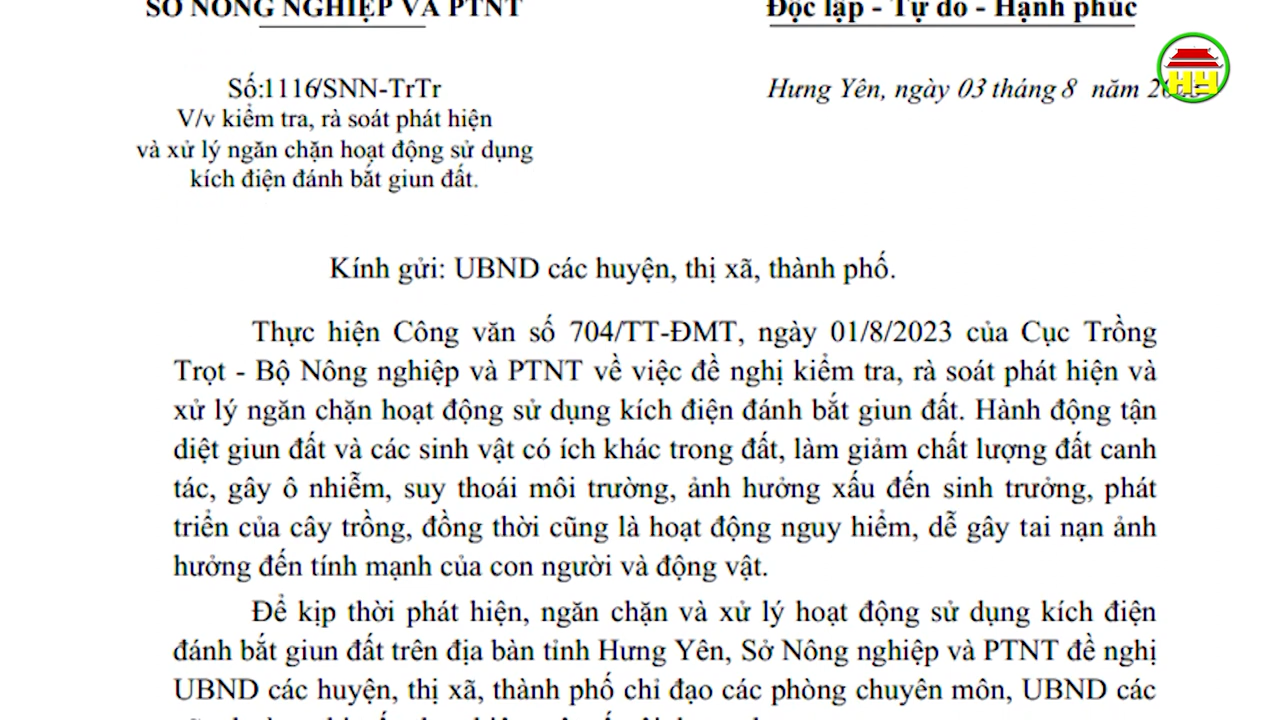 SỞ NÔNG NGHIỆP VÀ PTNT
Độc lập - Tự do - Hạnh phúc
Số:1116/SNN-TrTr
Hưng Yên, ngày 03 tháng 8 năm
HY
V/v kiểm tra, rà soát phát hiện
và xử lý ngăn chặn hoạt động sử dụng
kích điện đánh bắt giun đất.
Kính gửi: UBND các huyện, thị xã, thành phố.
Thực hiện Công văn số 704/TT-ĐMT, ngày 01/8/2023 của Cục Trồng
Trọt - Bộ Nông nghiệp và PTNT về việc đề nghị kiểm tra, rà soát phát hiện và
xử lý ngăn chặn hoạt động sử dụng kích điện đánh bắt giun đất. Hành động tận
diệt giun đất và các sinh vật có ích khác trong đất, làm giảm chất lượng đất canh
tác, gây ô nhiễm, suy thoái môi trường, ảnh hưởng xấu đến sinh trưởng, phát
triển của cây trồng, đồng thời cũng là hoạt động nguy hiểm, dễ gây tai nạn ảnh
hưởng đến tính mạnh của con người và động vật.
Để kịp thời phát hiện, ngăn chặn và xử lý hoạt động sử dụng kích điện
đánh bắt giun đất trên địa bàn tỉnh Hưng Yên, Sở Nông nghiệp và PTNT đề nghị
UBND các huyện, thị xã, thành phố chỉ đạo các phòng chuyên môn, UBND các